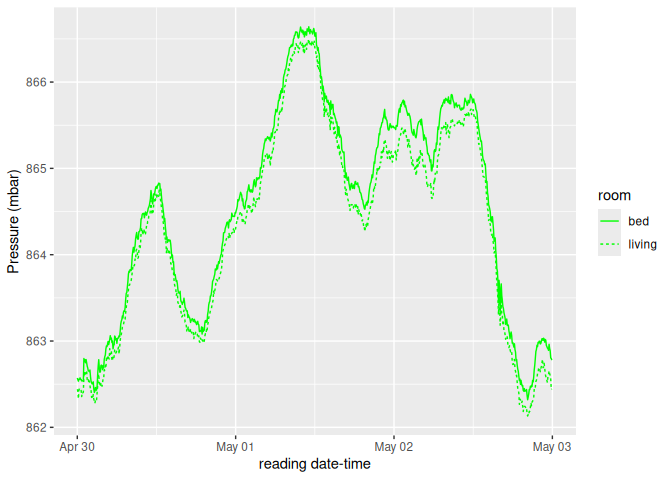 Pressure (mbar)
866
865
864
863
862
Apr 30
May 01
May 02
May 03
reading date-time
room
bed
living